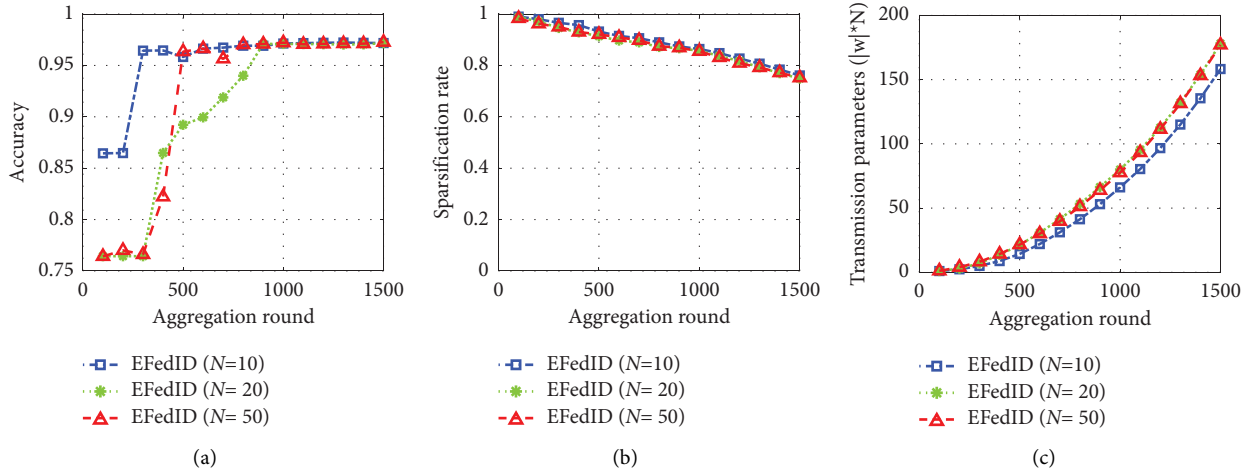 1
0.95
0.9
0.85
0.8
0.75
Accuracy
0 500 1000 1500
Aggregation round
EFedID (N=10)
EFedID (N= 20)
EFedID (N= 50)
(a)
1
0.8
0.6
0.4
0.2
0
Sparsification rate
0 500 1000 1500
Aggregation round
EFedID (N=10)
EFedID (N= 20)
EFedID (N= 50)
(b)
200
150
100
50
0
Transmission parameters (|w|*N)
0 500 1000 1500
Aggregation round
EFedID (N=10)
EFedID (N= 20)
EFedID (N= 50)
(c)